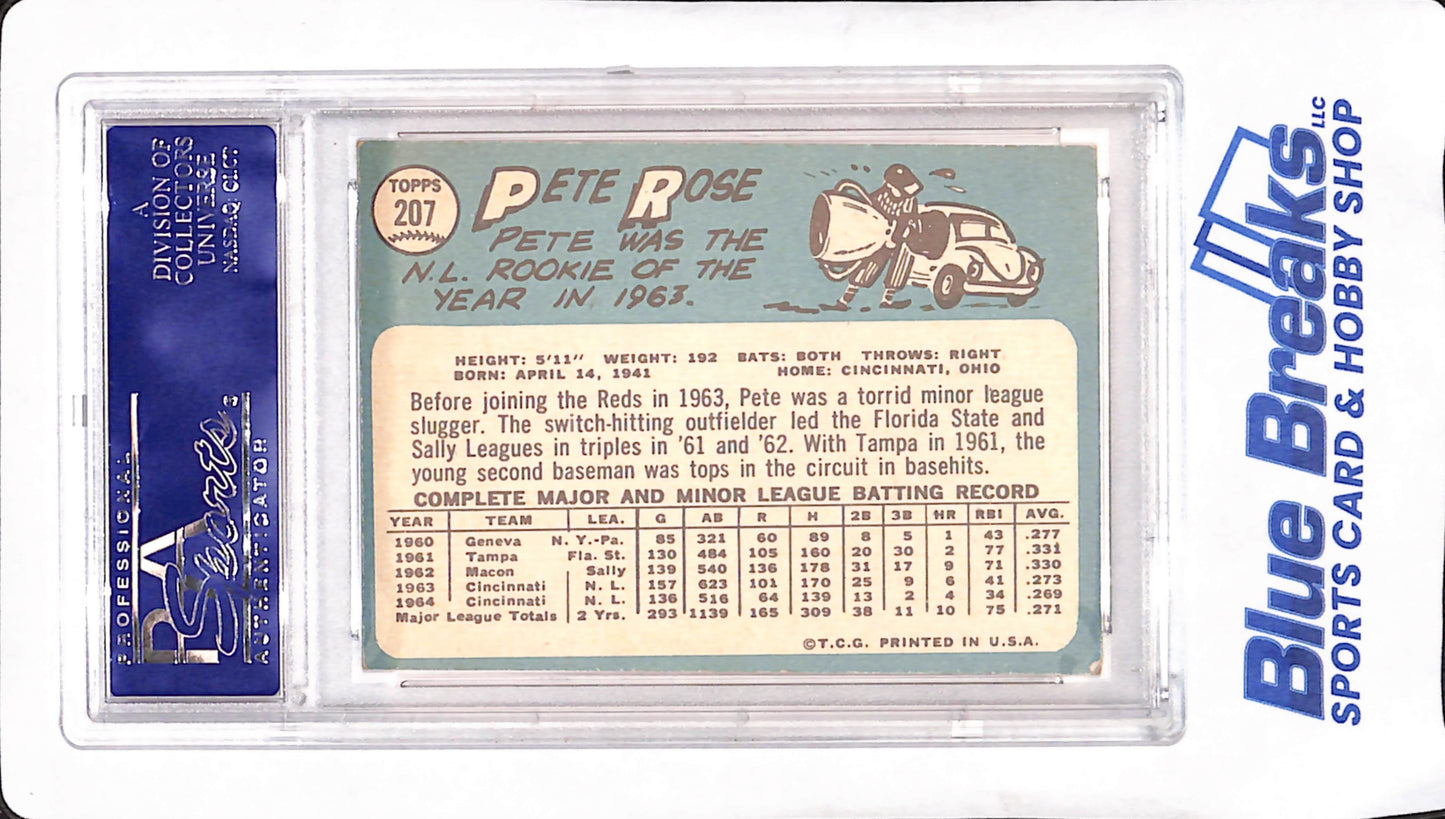 A
DIVISION OF
COLLECTORS
UNIVERSE
NASDAQ: CLCT
PROFESSIONAL
PSA
Sports
AUTHENTICATOR
TOPPS
207
PETE ROSE
PETE WAS THE
N.L. ROOKIE OF THE
YEAR IN 1963.
HEIGHT: 5'11" WEIGHT: 192 BATS: BOTH THROWS: RIGHT
BORN: APRIL 14, 1941 HOME: CINCINNATI, OHIO
Before joining the Reds in 1963, Pete was a torrid minor league
slugger. The switch-hitting outfielder led the Florida State and
Sally Leagues in triples in '61 and '62. With Tampa in 1961, the
young second baseman was tops in the circuit in basehits.
COMPLETE MAJOR AND MINOR LEAGUE BATTING RECORD
YEAR TEAM LEA. G AB R H 2B 3B HR RBI AVG.
1960 Geneva N. Y.-Pa. 85 321 60 89 8 5 1 43 .277
1961 Tampa Fla. St. 130 484 105 160 20 30 2 77 .331
1962 Macon Sally 139 540 136 178 31 17 9 71 .330
1963 Cincinnati N. L. 157 623 101 170 25 9 6 41 .273
1964 Cincinnati N. L. 136 516 64 139 13 2 4 34 .269
Major League Totals 2 Yrs. 293 1139 165 309 38 11 10 75 .271
©T.C.G. PRINTED IN U.S.A.
Blue Breaks LLC
SPORTS CARD & HOBBY SHOP